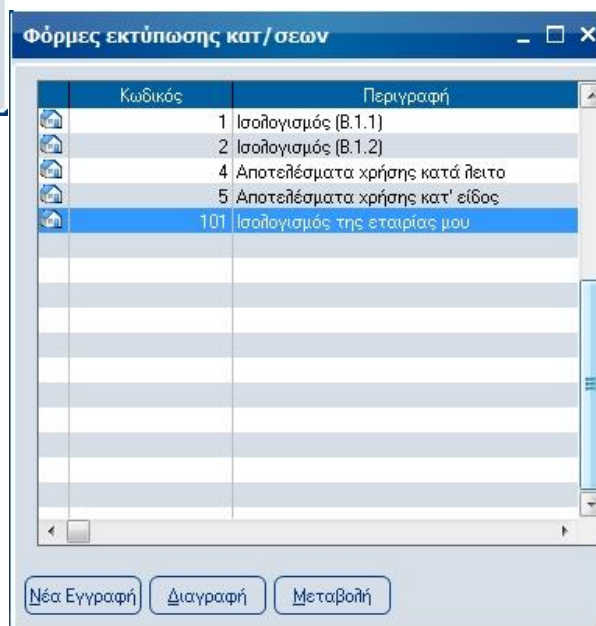 Φόρμες εκτύπωσης κατ/σεων
Κωδικός Περιγραφή
1 Ισολογισμός (Β.1.1)
2 Ισολογισμός (Β.1.2)
4 Αποτελέσματα χρήσης κατά λειτο
5 Αποτελέσματα χρήσης κατ' είδος
101 Ισολογισμός της εταιρίας μου
Νέα Εγγραφή Διαγραφή Μεταβολή